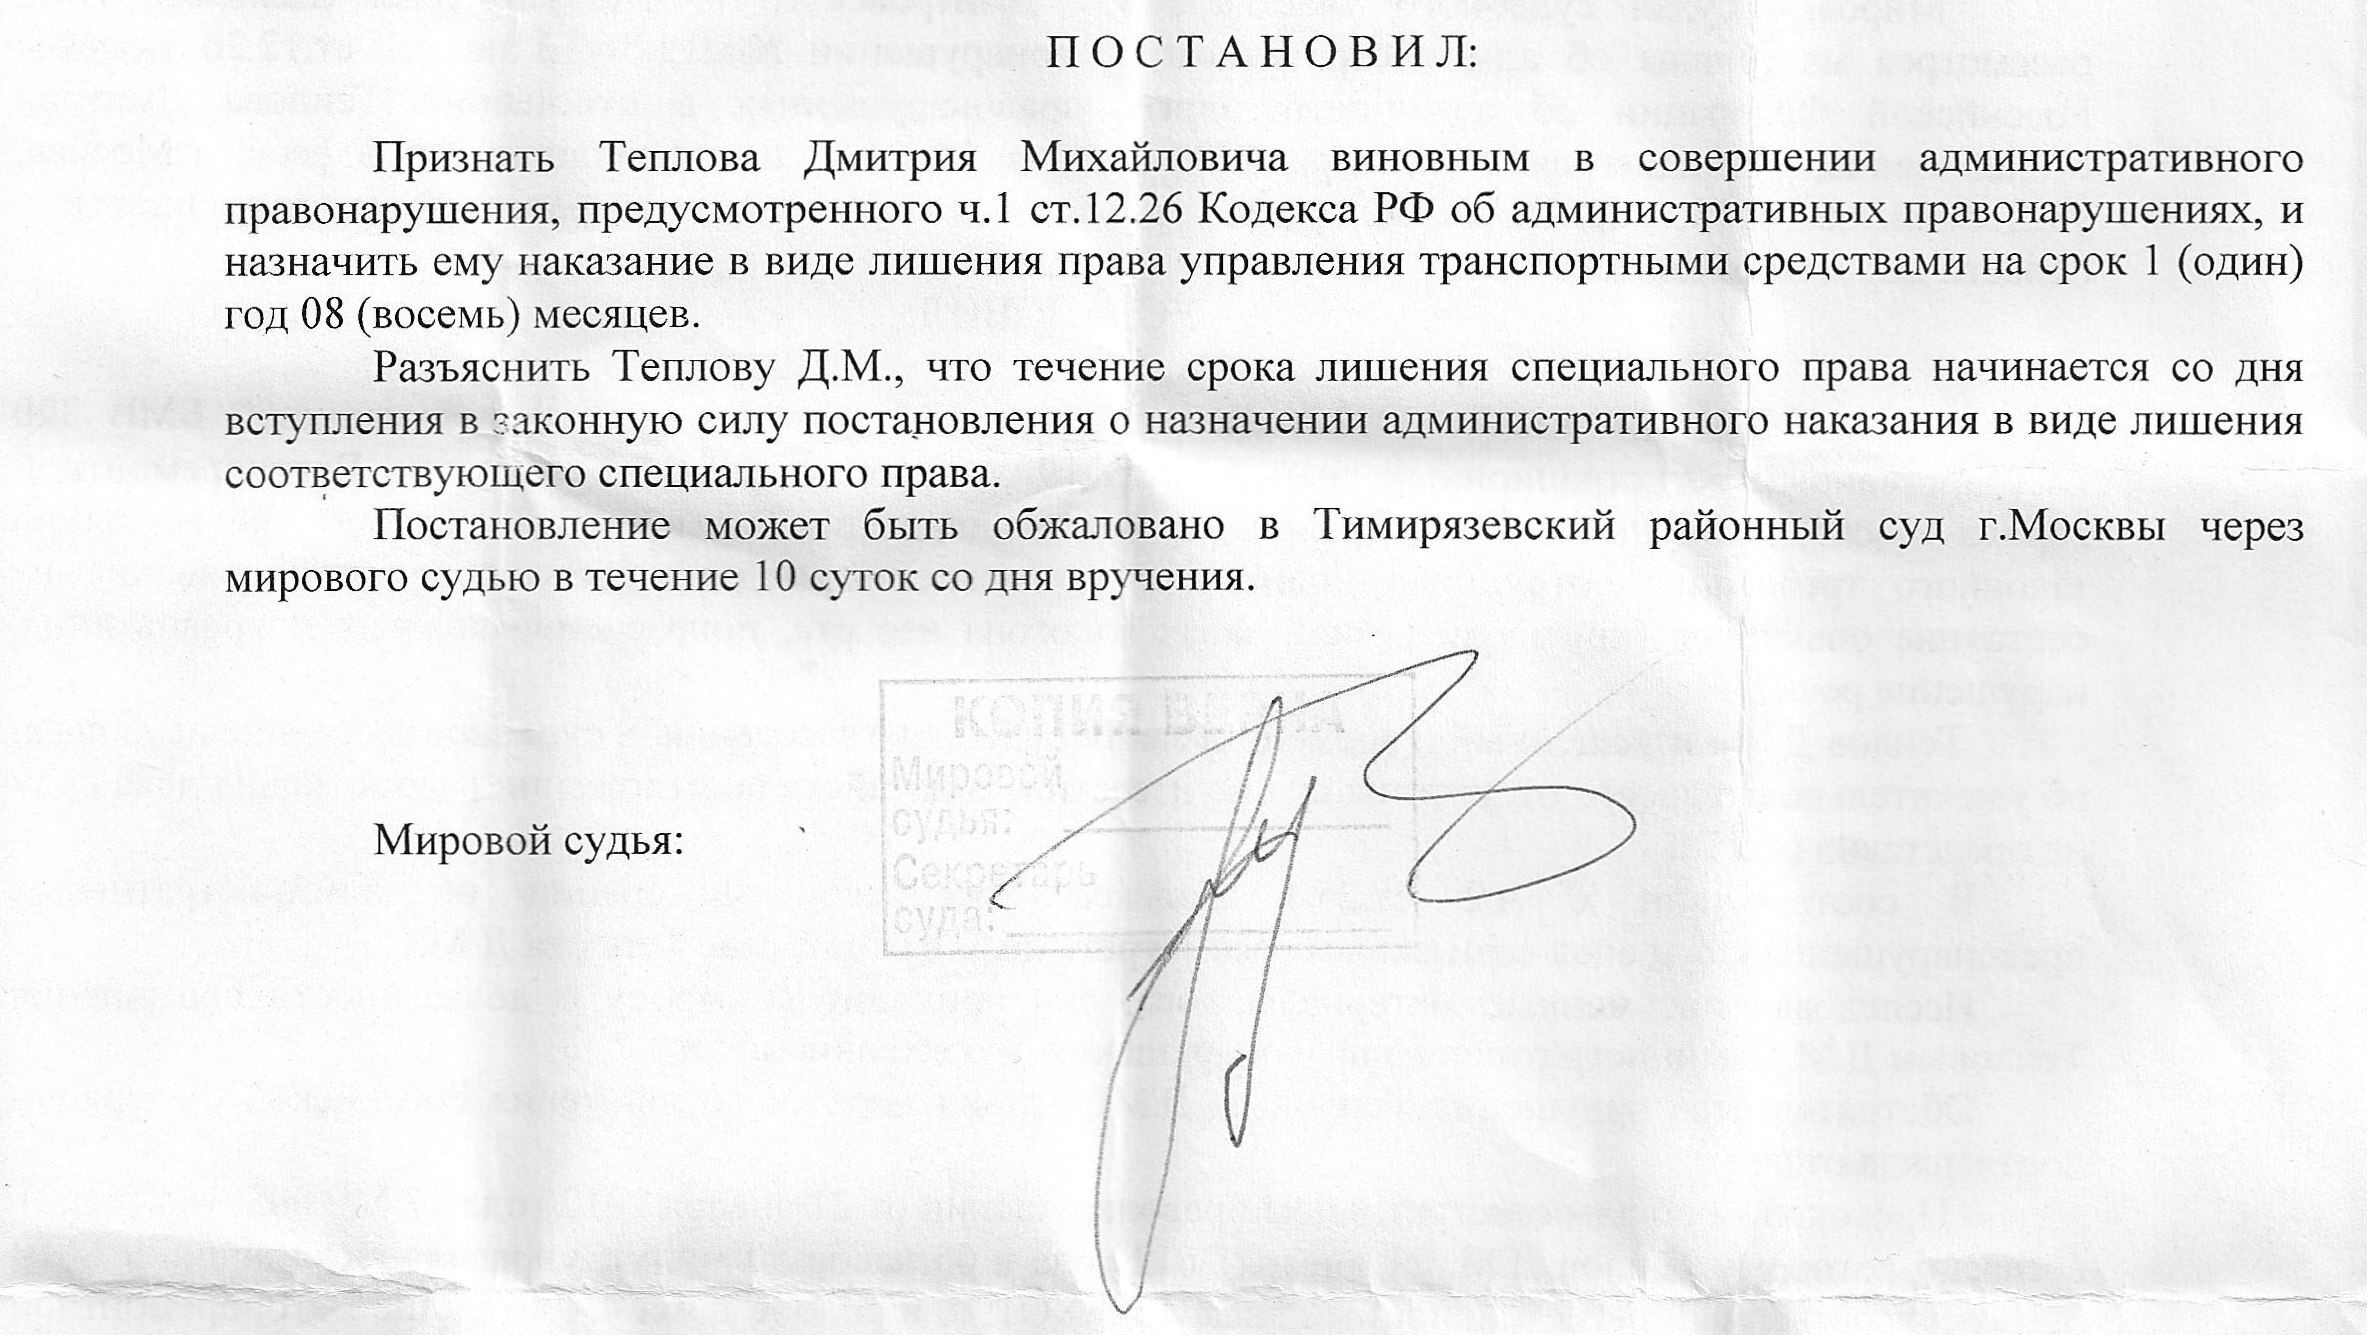 П О С Т А Н О В И Л:
Признать Теплова Дмитрия Михайловича виновным в совершении административного
правонарушения, предусмотренного ч.1 ст.12.26 Кодекса РФ об административных правонарушениях, и
назначить ему наказание в виде лишения права управления транспортными средствами на срок 1 (один)
год 08 (восемь) месяцев.
Разъяснить Теплову Д.М., что течение срока лишения специального права начинается со дня
вступления в законную силу постановления о назначении административного наказания в виде лишения
соответствующего специального права.
Постановление может быть обжаловано в Тимирязевский районный суд г.Москвы через
мирового судью в течение 10 суток со дня вручения.
КОПИЯ ВЕРНА
Мировой
судья:
Мировой судья:
Секретарь
суда: